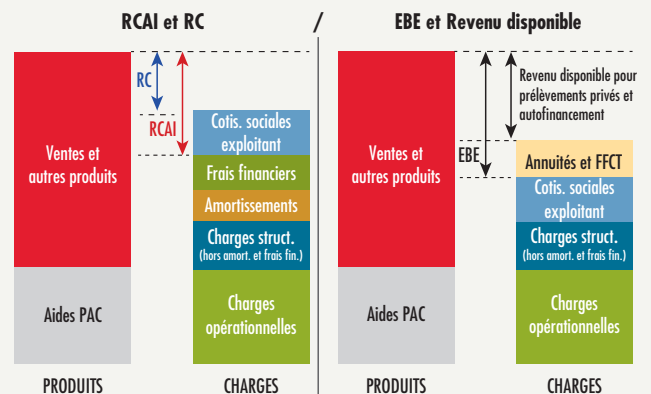 RCAI et RC
/
EBE et Revenu disponible
RC
RCAI
Ventes et
autres produits
Aides PAC
Cotis. sociales
exploitant
Frais financiers
Amortissements
Charges struct.
(hors amort. et frais fin.)
Charges
opérationnelles
PRODUITS
CHARGES
Revenu disponible pour
prélèvements privés et
autofinancement
EBE
Ventes et
autres produits
Aides PAC
Annuités et FFCT
Cotis. sociales
exploitant
Charges struct.
(hors amort. et frais fin.)
Charges
opérationnelles
PRODUITS
CHARGES